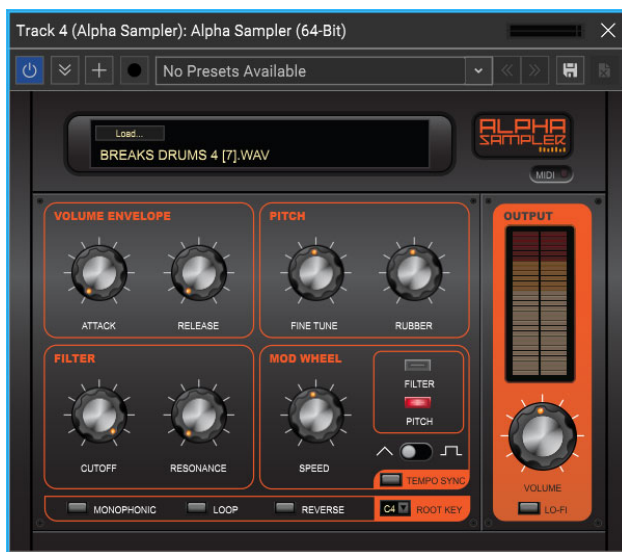 Track 4 (Alpha Sampler): Alpha Sampler (64-Bit)
No Presets Available
Load...
BREAKS DRUMS 4 [7].WAV
ALPHA
SAMPLER
MIDI
VOLUME ENVELOPE
PITCH
OUTPUT
ATTACK
RELEASE
FINE TUNE
RUBBER
FILTER
MOD WHEEL
FILTER
PITCH
CUTOFF
RESONANCE
SPEED
TEMPO SYNC
VOLUME
MONOPHONIC
LOOP
REVERSE
C4
ROOT KEY
LO-FI